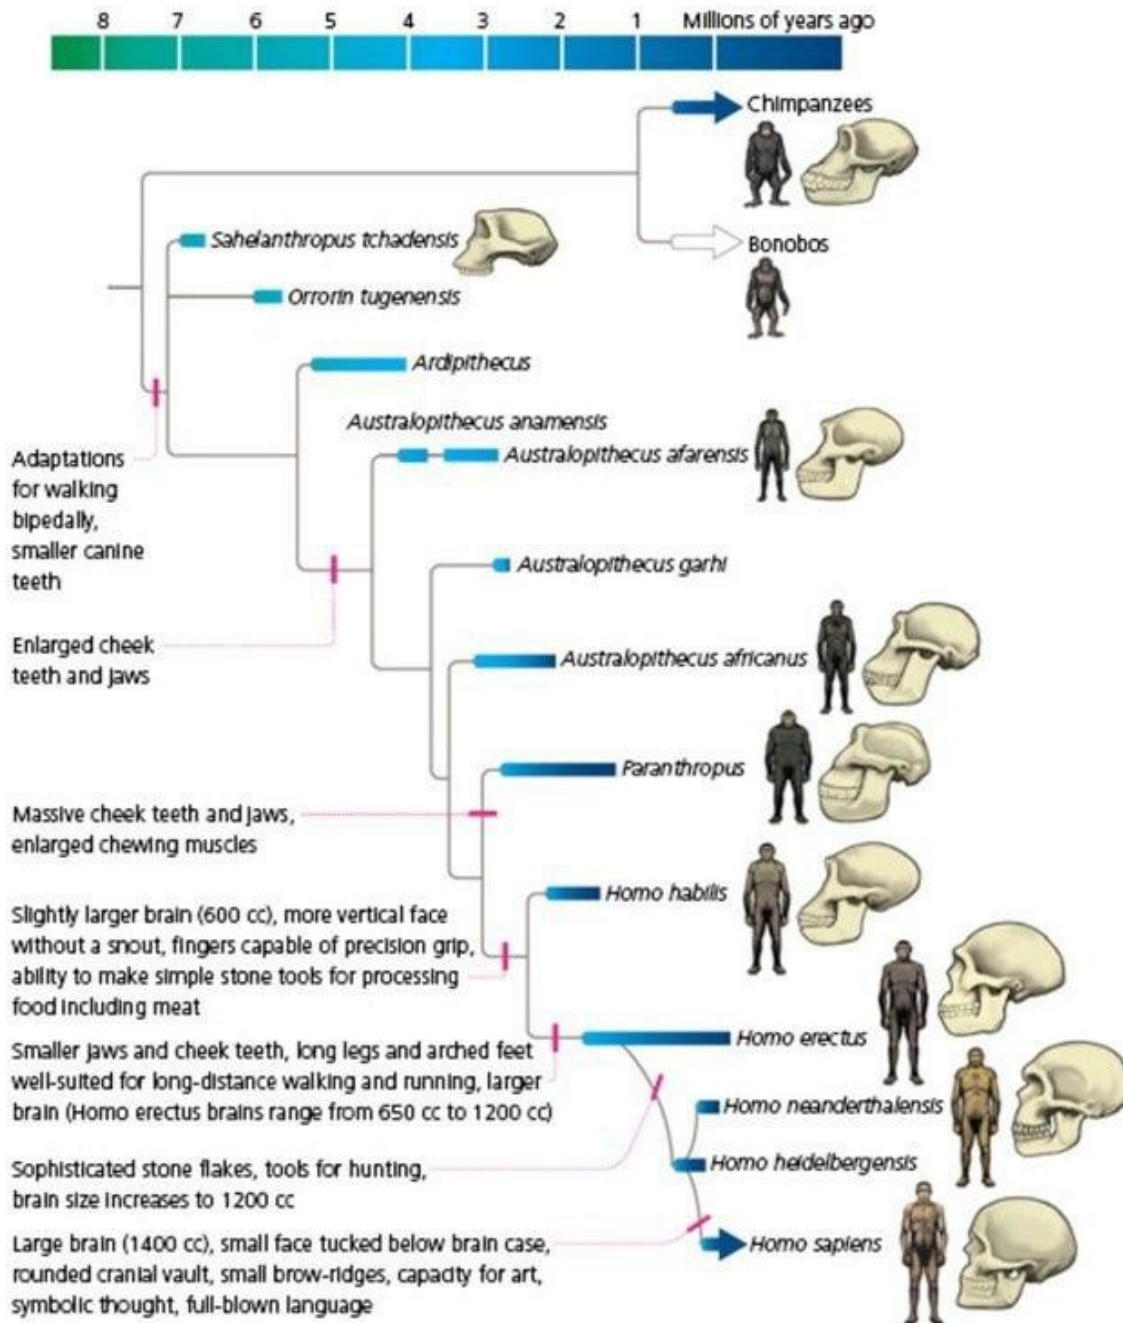 8 7 6 5 4 3 2 1 Millions of years ago
Chimpanzees
Sahelanthropus tchadensis
Bonobos
Orrorin tugenensis
Ardipithecus
Australopithecus anamensis
Australopithecus afarensis
Adaptations
for walking
bipedally,
smaller canine
teeth
Australopithecus garhi
Enlarged cheek
teeth and jaws
Australopithecus africanus
Paranthropus
Massive cheek teeth and jaws,
enlarged chewing muscles
Homo habilis
Slightly larger brain (600 cc), more vertical face
without a snout, fingers capable of precision grip,
ability to make simple stone tools for processing
food including meat
Homo erectus
Smaller jaws and cheek teeth, long legs and arched feet
well-suited for long-distance walking and running, larger
brain (Homo erectus brains range from 650 cc to 1200 cc)
Homo neanderthalensis
Homo heidelbergensis
Sophisticated stone flakes, tools for hunting,
brain size increases to 1200 cc
Homo sapiens
Large brain (1400 cc), small face tucked below brain case,
rounded cranial vault, small brow-ridges, capacity for art,
symbolic thought, full-blown language